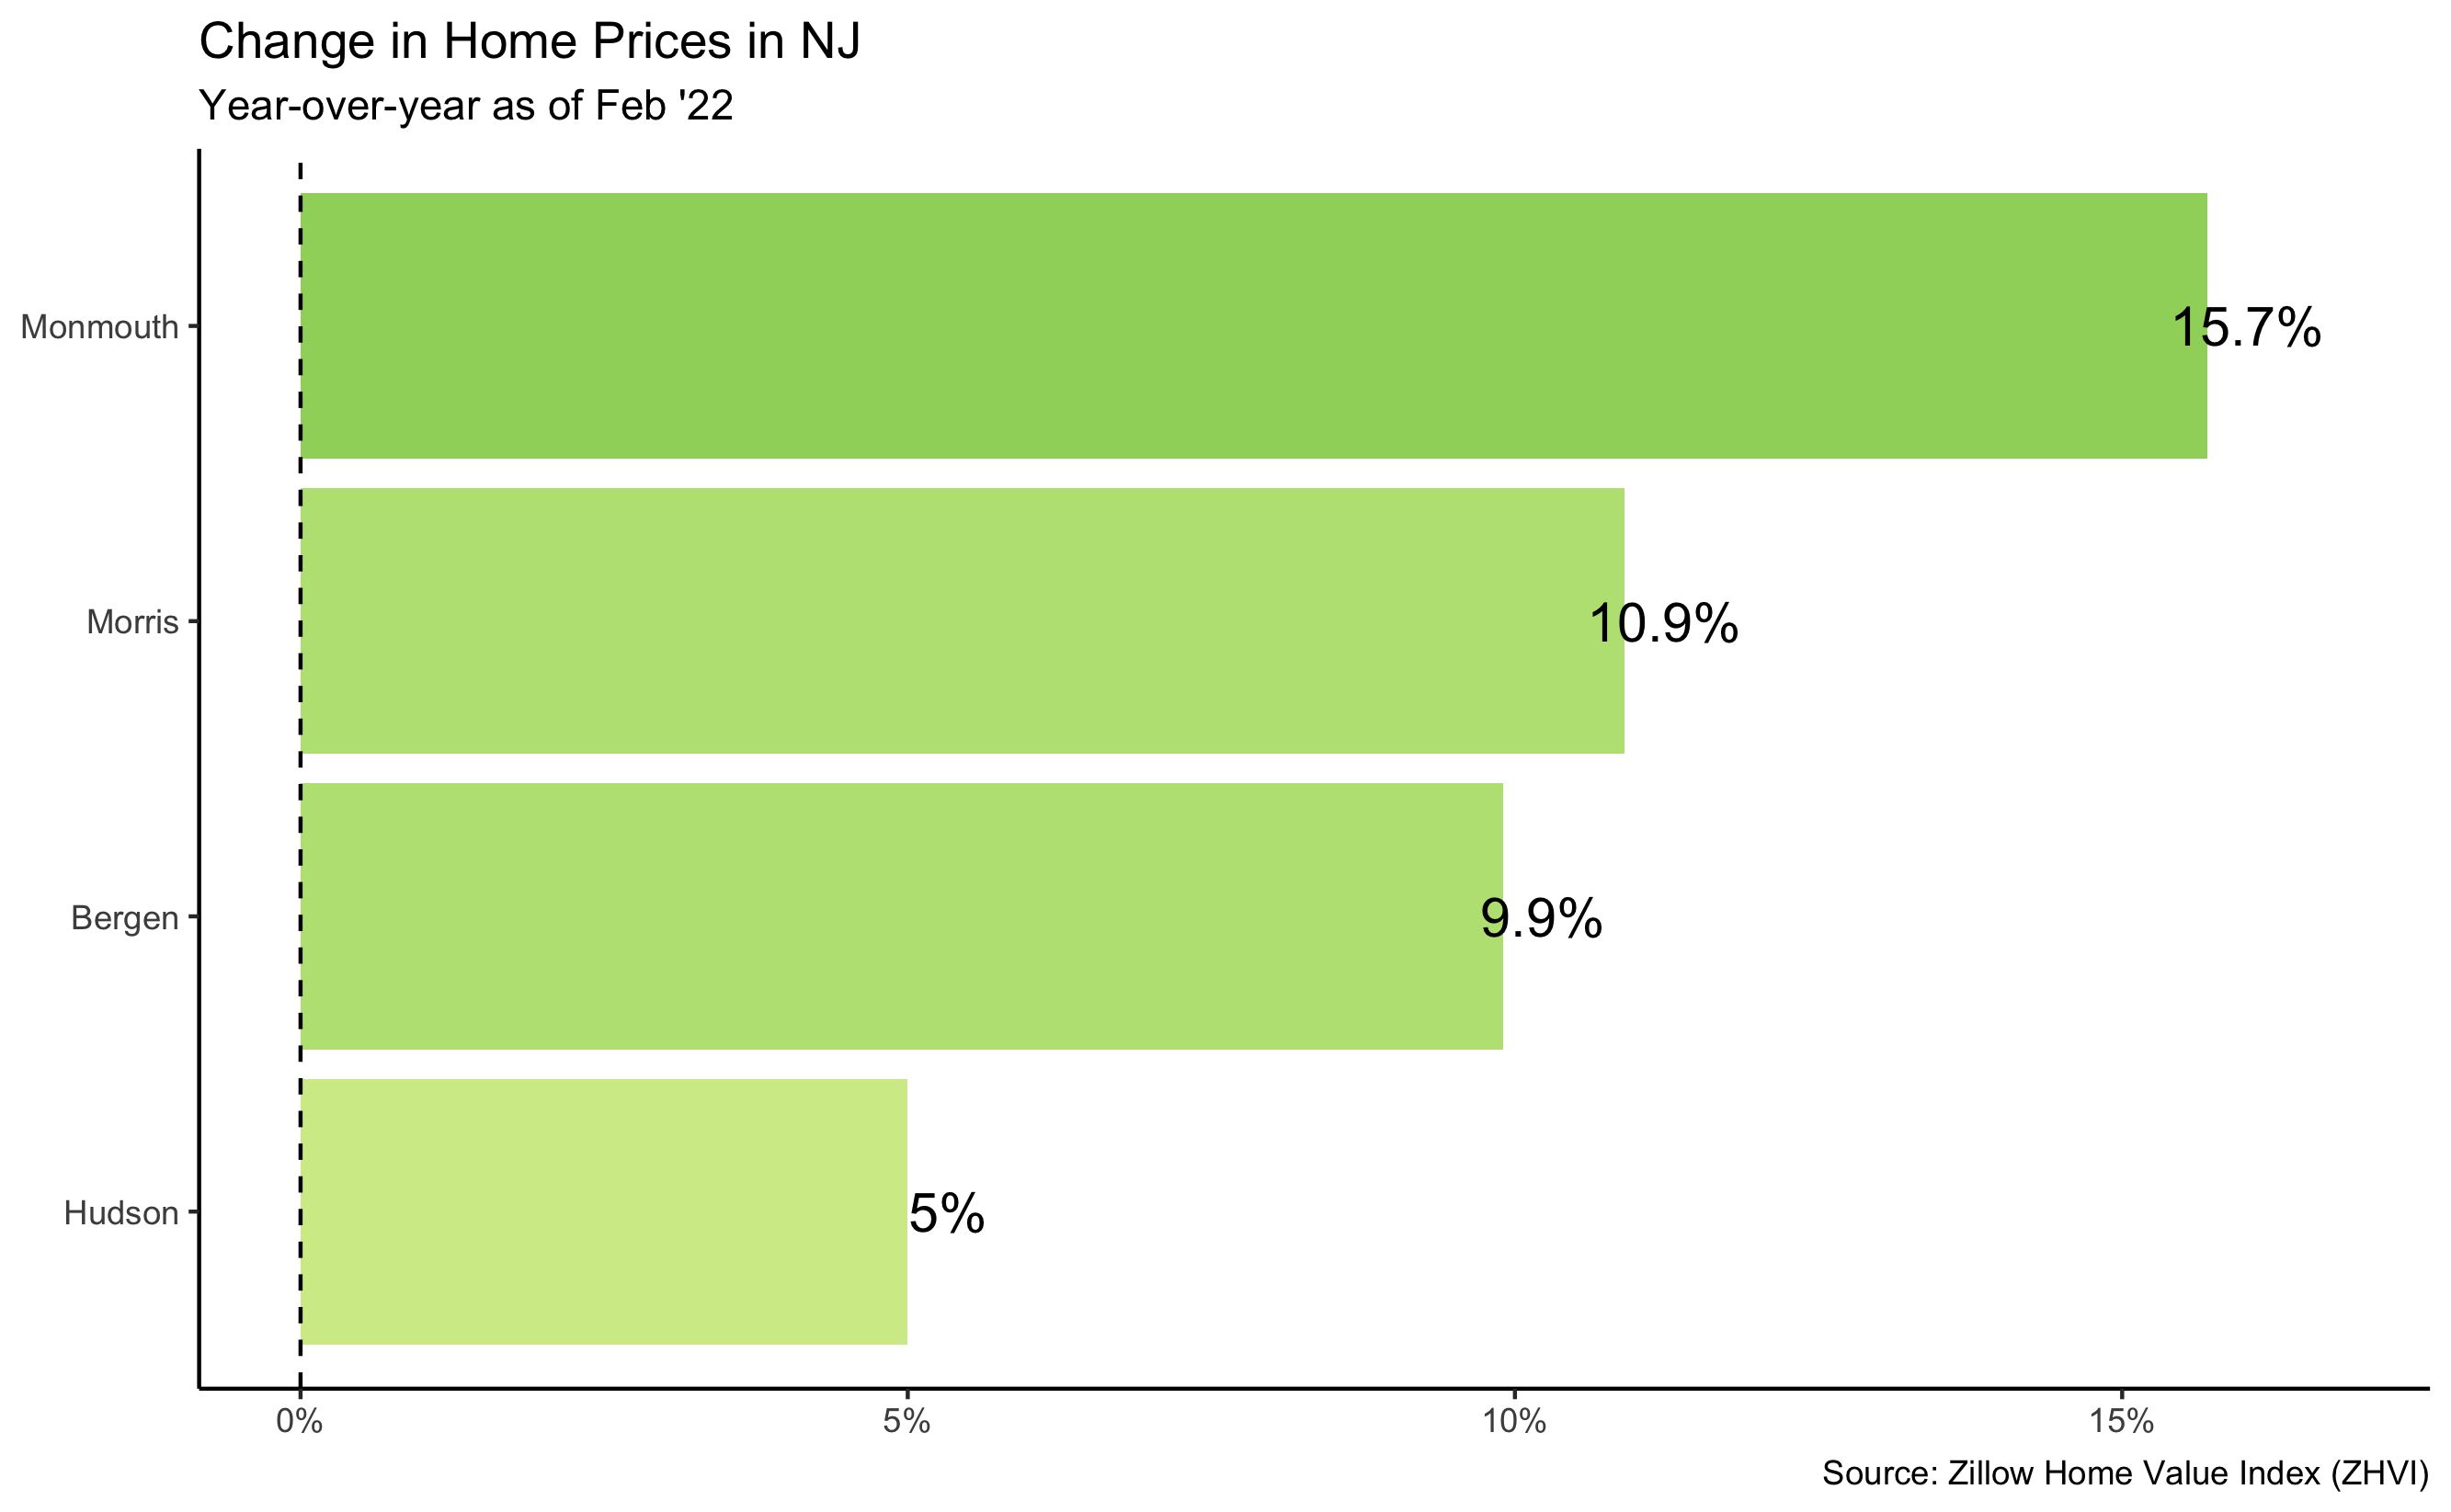 Change in Home Prices in NJ
Year-over-year as of Feb '22
Monmouth
15.7%
Morris
10.9%
Bergen
9.9%
Hudson
5%
0%
5%
10%
15%
Source: Zillow Home Value Index (ZHVI)